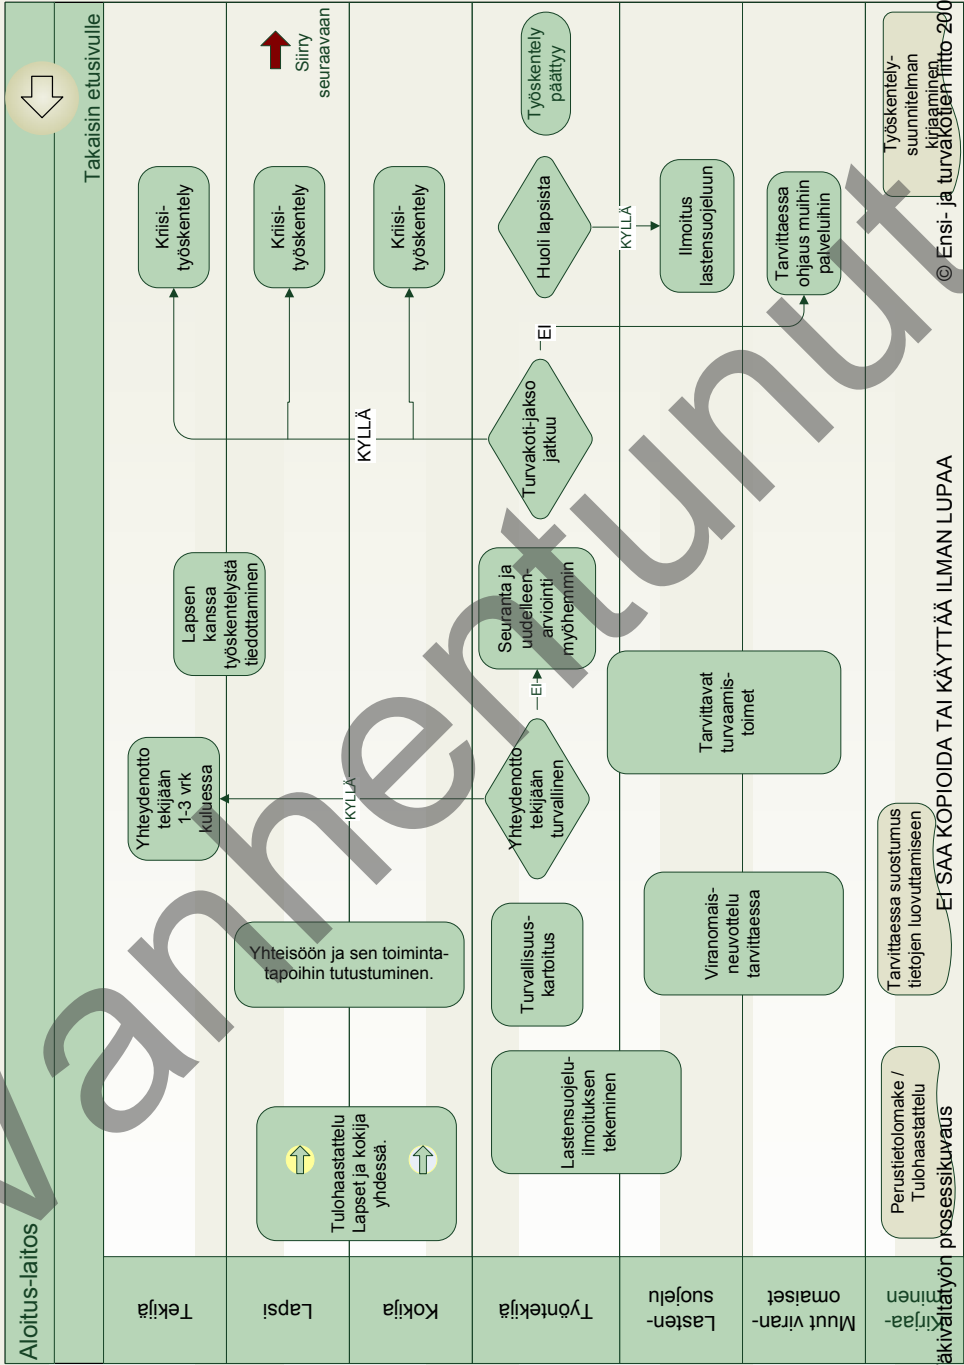 Aloitus-laitos
Takaisin etusivulle
Siirry
seuraavaan
Tekijä
Lapsi
Kokija
Työntekijä
Lasten-
suojelu
Muut viran-
omaiset
Kirjaa-
minen
Tulohaastattelu
Lapset ja kokija
yhdessä.
Lastensuojelu-
ilmoituksen
tekeminen
Perustietolomake /
Tulohaastattelu
Yhteisöön ja sen toiminta-
tapoihin tutustuminen.
Turvallisuus-
kartoitus
Viranomais-
neuvottelu
tarvittaessa
Tarvittaessa suostumus
tietojen luovuttamiseen
Yhteydenotto
tekijään
1-3 vrk
kuluessa
KYLLÄ
Yhteydenotto
tekijään
turvallinen
EI
Tarvittavat
turvaamis-
toimet
Lapsen
kanssa
työskentelystä
tiedottaminen
Seuranta ja
uudelleen-
arviointi
myöhemmin
KYLLÄ
Turvakoti-jakso
jatkuu
EI
Kriisi-
työskentely
Kriisi-
työskentely
Kriisi-
työskentely
Huoli lapsista
KYLLÄ
Ilmoitus
lastensuojeluun
Tarvittaessa
ohjaus muihin
palveluihin
Työskentely
päättyy
Työskentely-
suunnitelman
kirjaaminen
äkivaltatyön prosessikuvaus
EI SAA KOPIOIDA TAI KÄYTTÄÄ ILMAN LUPAA
© Ensi- ja turvakotien liitto 200
Vanhentunut